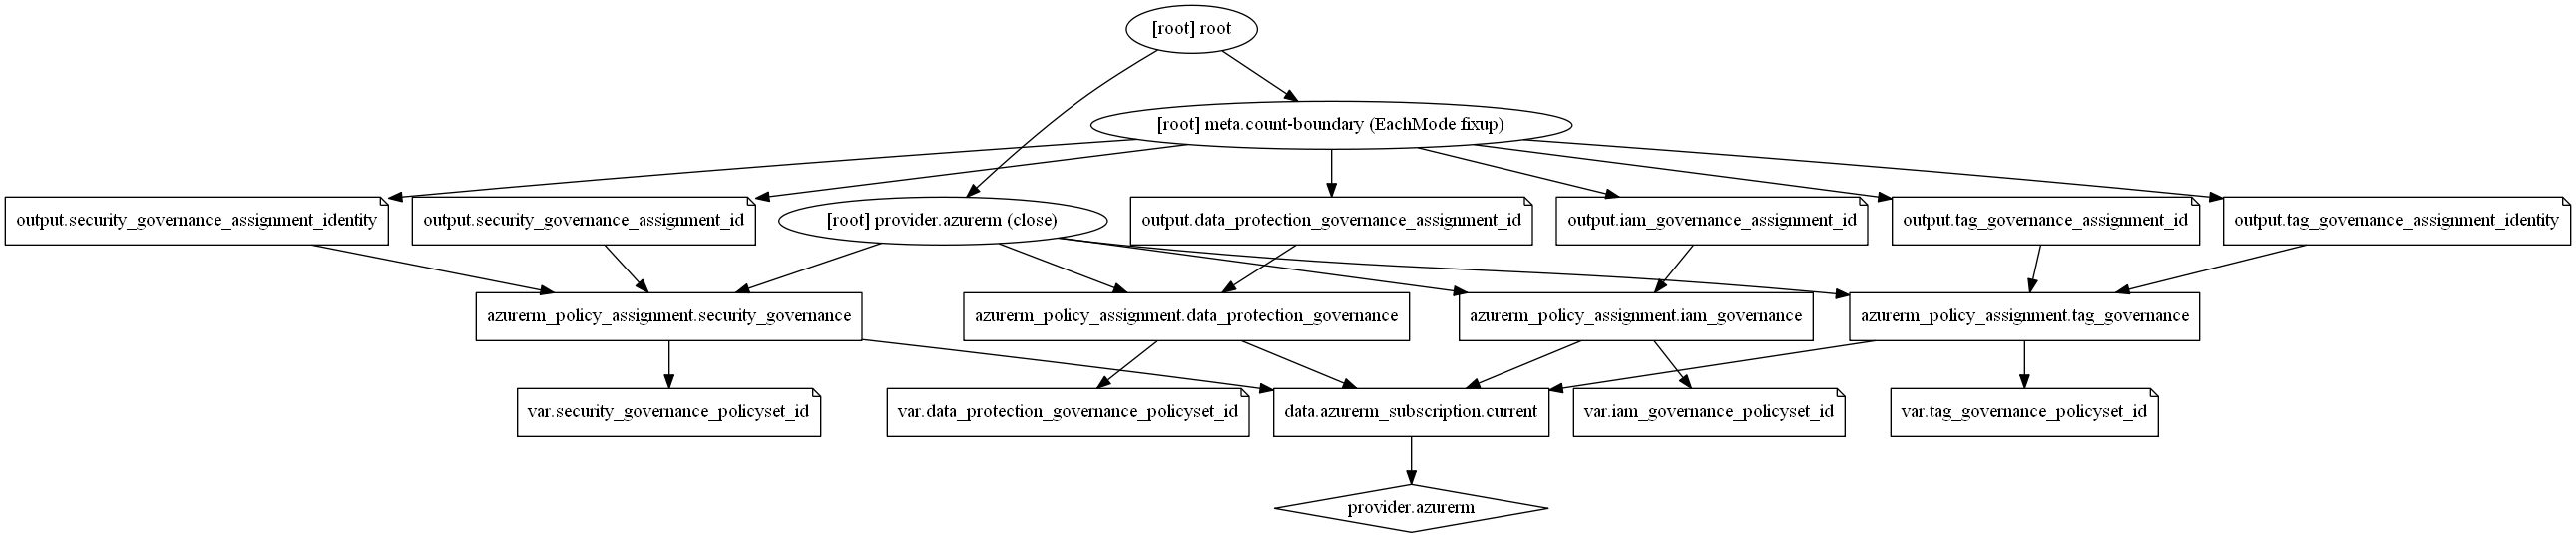 [root] root
[root] meta.count-boundary (EachMode fixup)
output.security_governance_assignment_identity
output.security_governance_assignment_id
[root] provider.azurerm (close)
output.data_protection_governance_assignment_id
output.iam_governance_assignment_id
output.tag_governance_assignment_id
output.tag_governance_assignment_identity
azurerm_policy_assignment.security_governance
azurerm_policy_assignment.data_protection_governance
azurerm_policy_assignment.iam_governance
azurerm_policy_assignment.tag_governance
var.security_governance_policyset_id
var.data_protection_governance_policyset_id
data.azurerm_subscription.current
var.iam_governance_policyset_id
var.tag_governance_policyset_id
provider.azurerm